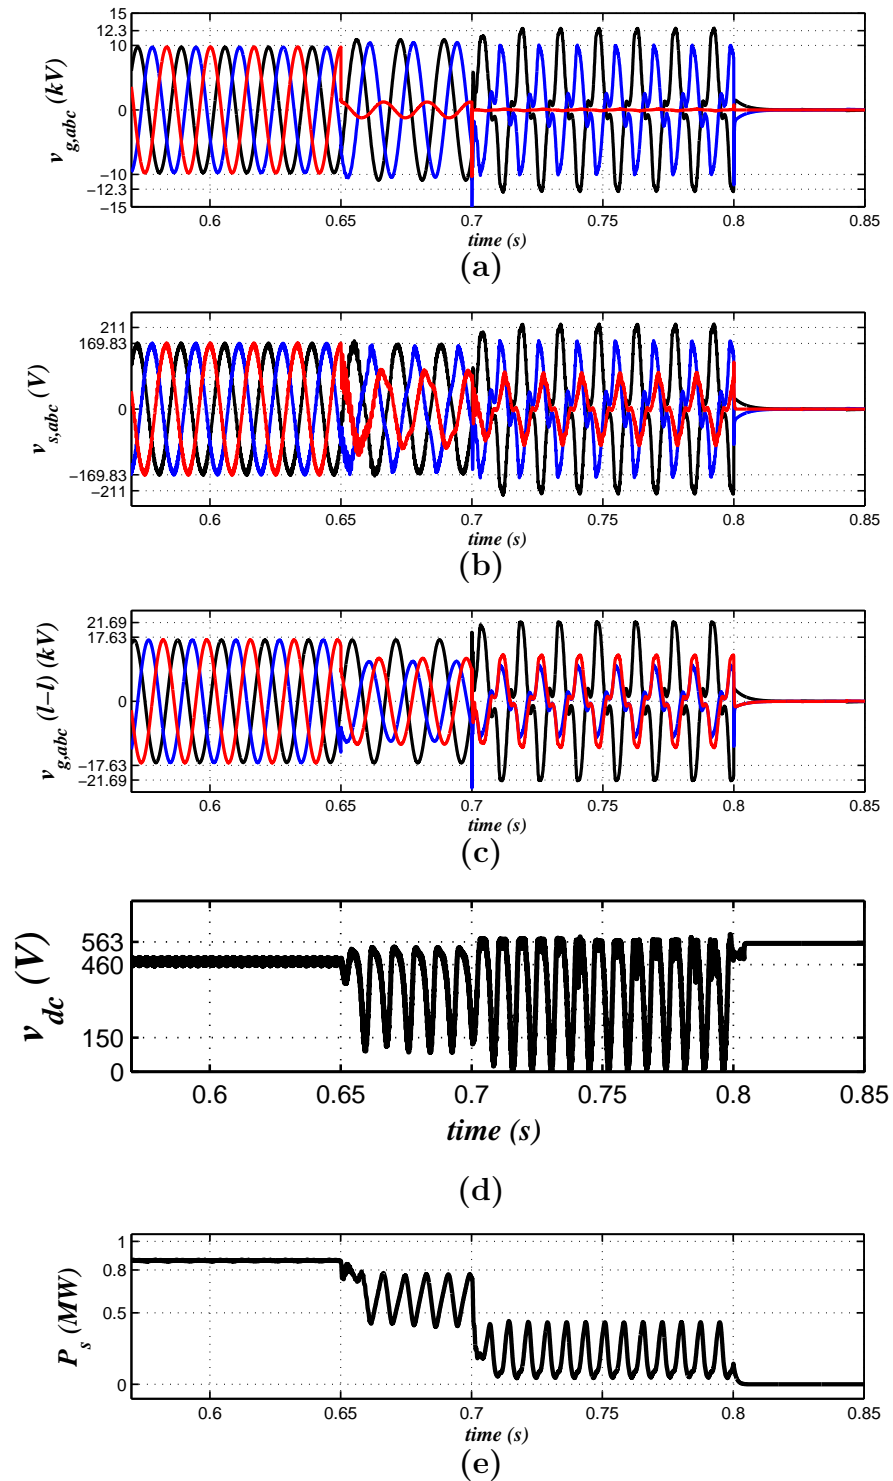 15
12.3
10
0
−10
−12.3
−15
v g,abc (kV)
0.6 0.65 0.7 0.75 0.8 0.85
time (s)
(a)
211
169.83
0
−169.83
−211
v s,abc (V)
0.6 0.65 0.7 0.75 0.8 0.85
time (s)
(b)
21.69
17.63
0
−17.63
−21.69
v g,abc (l−l) (kV)
0.6 0.65 0.7 0.75 0.8 0.85
time (s)
(c)
563
460
150
0
v dc (V)
0.6 0.65 0.7 0.75 0.8 0.85
time (s)
(d)
1
0.8
0.5
0
P s (MW)
0.6 0.65 0.7 0.75 0.8 0.85
time (s)
(e)